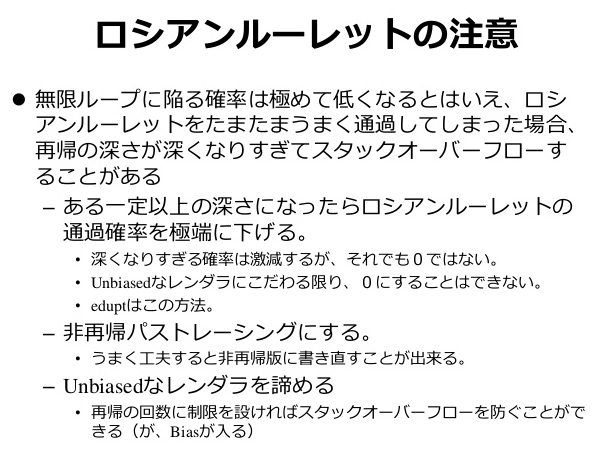 ロシアンルーレットの注意
● 無限ループに陥る確率は極めて低くなるとはいえ、ロシ
アンルーレットをたまたまうまく通過してしまった場合、
再帰の深さが深くなりすぎてスタックオーバーフローす
ることがある
– ある一定以上の深さになったらロシアンルーレットの
通過確率を極端に下げる。
• 深くなりすぎる確率は激減するが、それでも０ではない。
• Unbiasedなレンダラにこだわる限り、０にすることはできない。
• eduptはこの方法。
– 非再帰パストレーシングにする。
• うまく工夫すると非再帰版に書き直すことが出来る。
– Unbiasedなレンダラを諦める
• 再帰の回数に制限を設ければスタックオーバーフローを防ぐことがで
きる（が、Biasが入る）